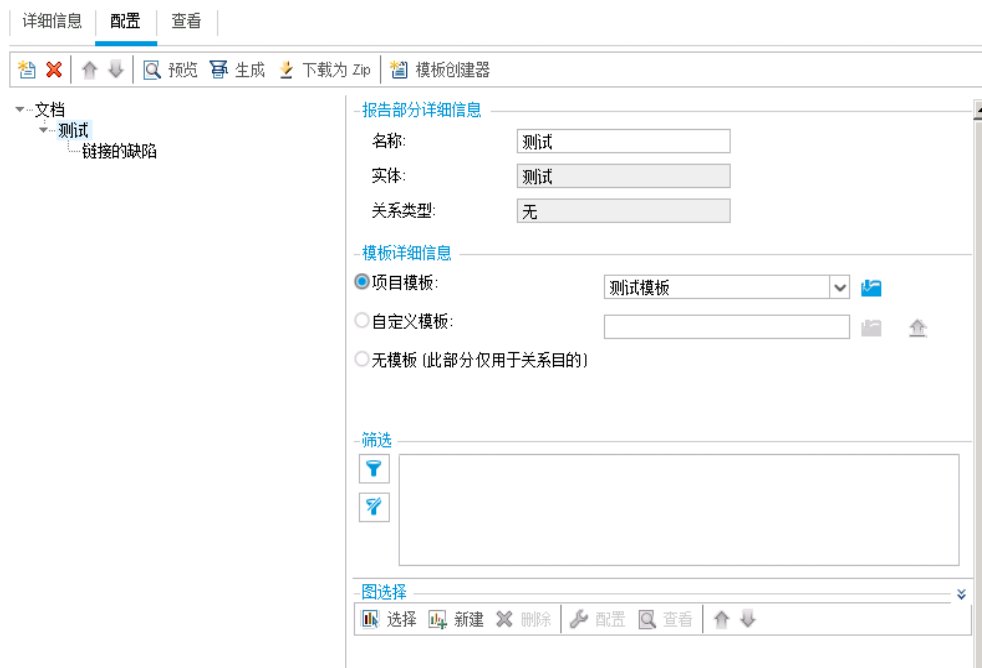 详细信息 配置 查看
预览 生成 下载为 Zip 模板创建器
文档
测试
链接的缺陷
报告部分详细信息
名称: 测试
实体: 测试
关系类型: 无
模板详细信息
项目模板: 测试模板
自定义模板:
无模板 (此部分仅用于关系目的)
筛选
图选择
选择 新建 删除 配置 查看